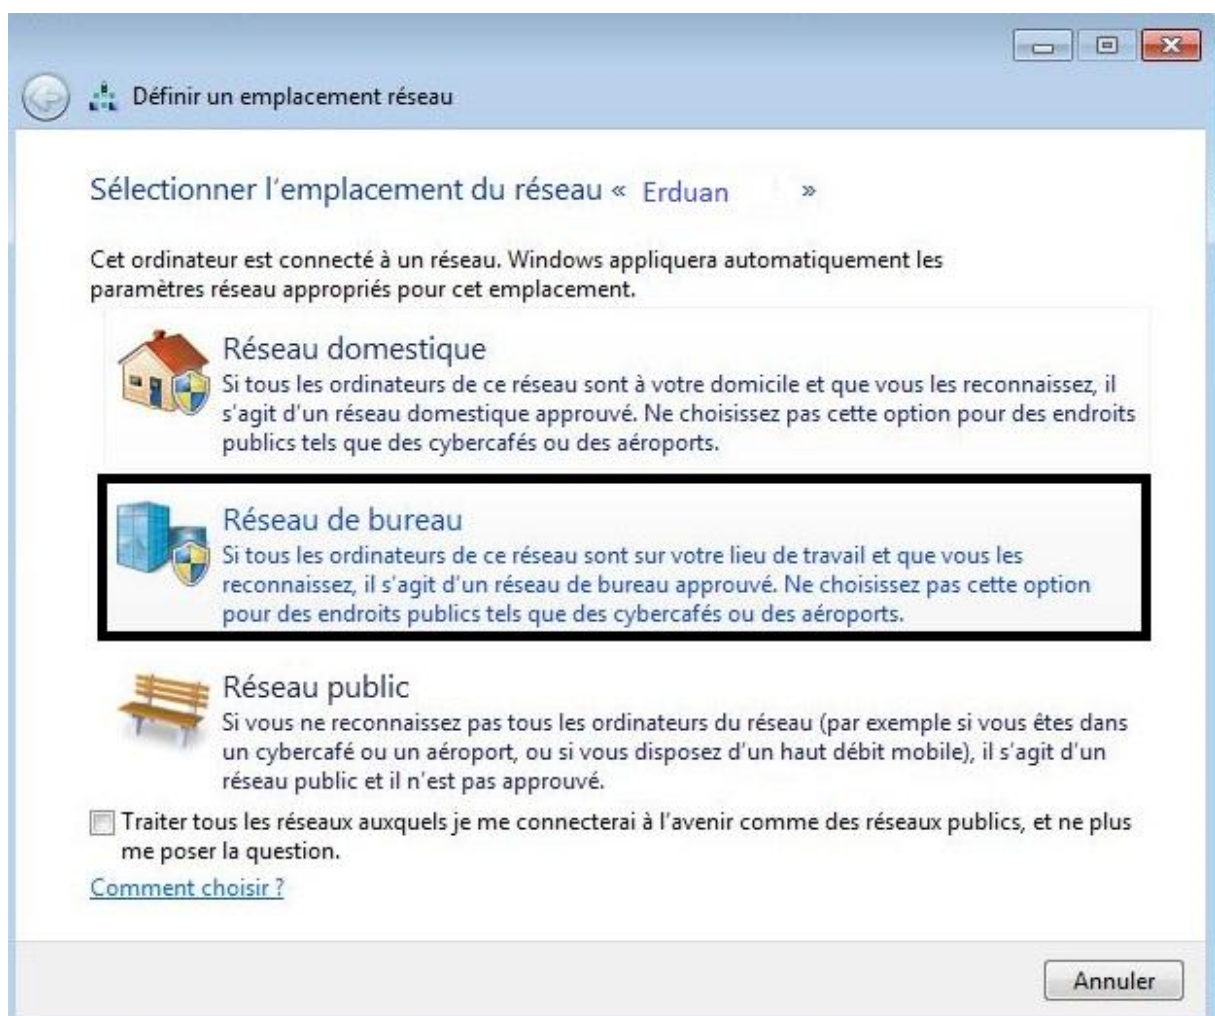 Définir un emplacement réseau
Sélectionner l'emplacement du réseau « Erduan »
Cet ordinateur est connecté à un réseau. Windows appliquera automatiquement les
paramètres réseau appropriés pour cet emplacement.
Réseau domestique
Si tous les ordinateurs de ce réseau sont à votre domicile et que vous les reconnaissez, il
s'agit d'un réseau domestique approuvé. Ne choisissez pas cette option pour des endroits
publics tels que des cybercafés ou des aéroports.
Réseau de bureau
Si tous les ordinateurs de ce réseau sont sur votre lieu de travail et que vous les
reconnaissez, il s'agit d'un réseau de bureau approuvé. Ne choisissez pas cette option
pour des endroits publics tels que des cybercafés ou des aéroports.
Réseau public
Si vous ne reconnaissez pas tous les ordinateurs du réseau (par exemple si vous êtes dans
un cybercafé ou un aéroport, ou si vous disposez d'un haut débit mobile), il s'agit d'un
réseau public et il n'est pas approuvé.
Traiter tous les réseaux auxquels je me connecterai à l'avenir comme des réseaux publics, et ne plus
me poser la question.
Comment choisir ?
Annuler